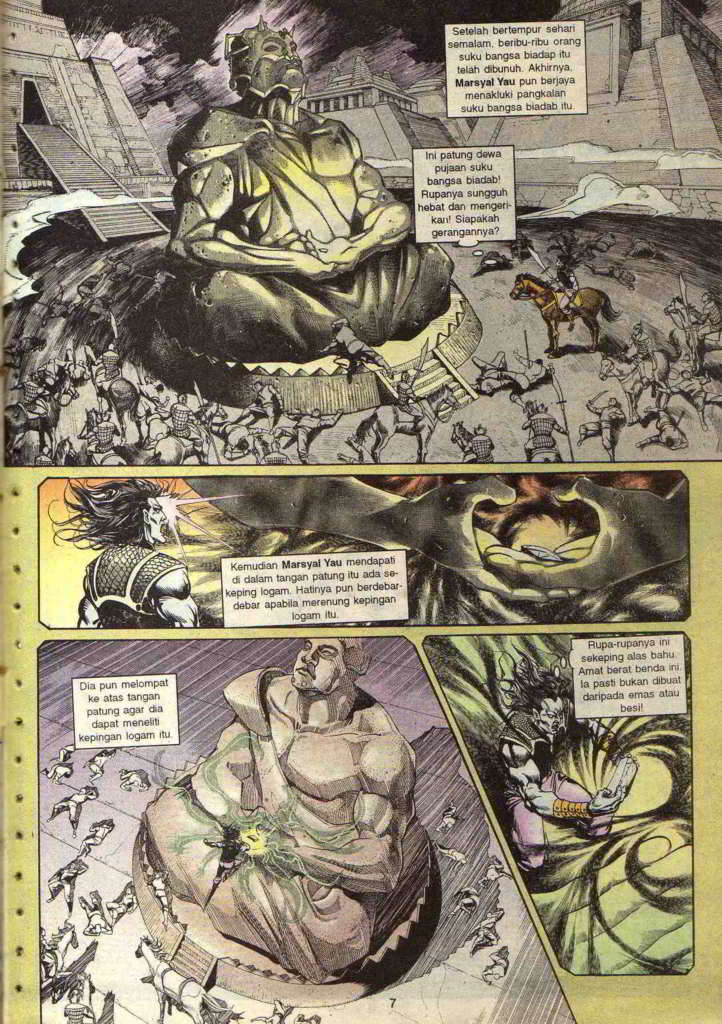 Setelah bertempur sehari
semalam, beribu-ribu orang
suku bangsa biadap itu
telah dibunuh. Akhirnya,
Marsyal Yau pun berjaya
menakluki pangkalan
suku bangsa biadab itu.
Ini patung dewa
pujaan suku
bangsa biadab!
Rupanya sungguh
hebat dan mengeri-
kan! Siapakah
gerangannya?
Kemudian Marsyal Yau mendapati
di dalam tangan patung itu ada se-
keping logam. Hatinya pun berdebar-
debar apabila merenung kepingan
logam itu.
Dia pun melompat
ke atas tangan
patung agar dia
dapat meneliti
kepingan logam itu.
Rupa-rupanya ini
sekeping alas bahu.
Amat berat benda ini.
Ia pasti bukan dibuat
daripada emas atau
besi!
7